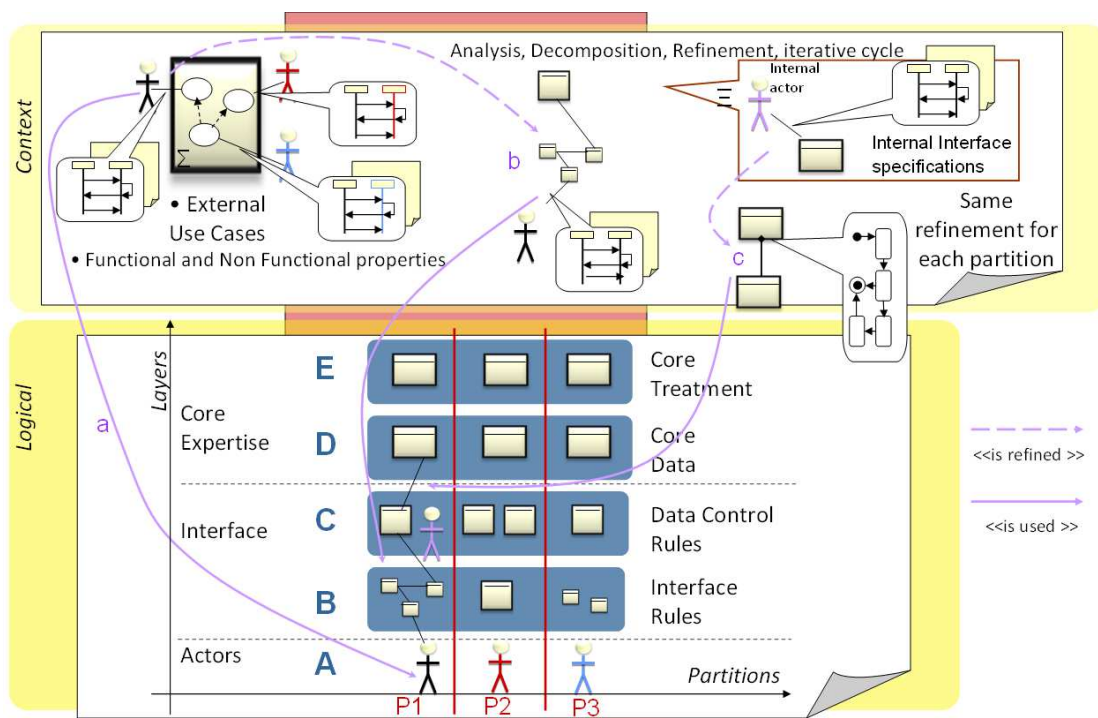 Context
Analysis, Decomposition, Refinement, iterative cycle
Internal
actor
Internal Interface
specifications
Σ
• External
Use Cases
• Functional and Non Functional properties
b
Same
refinement for
each partition
c
Logical
Layers
a
Core
Expertise
Interface
Actors
E
D
C
B
A
Core
Treatment
Core
Data
Data Control
Rules
Interface
Rules
P1
P2
P3
Partitions
<<is refined >>
<<is used >>